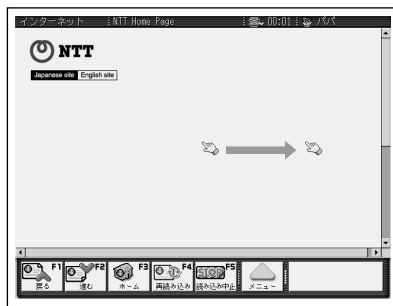 インターネット NTT Home Page 00:01 パパ
NTT
Japanese site English site
F1 F2 F3 F4 STOP F5
戻る 進む ホーム 再読み込み 読み込み中止 メニュー